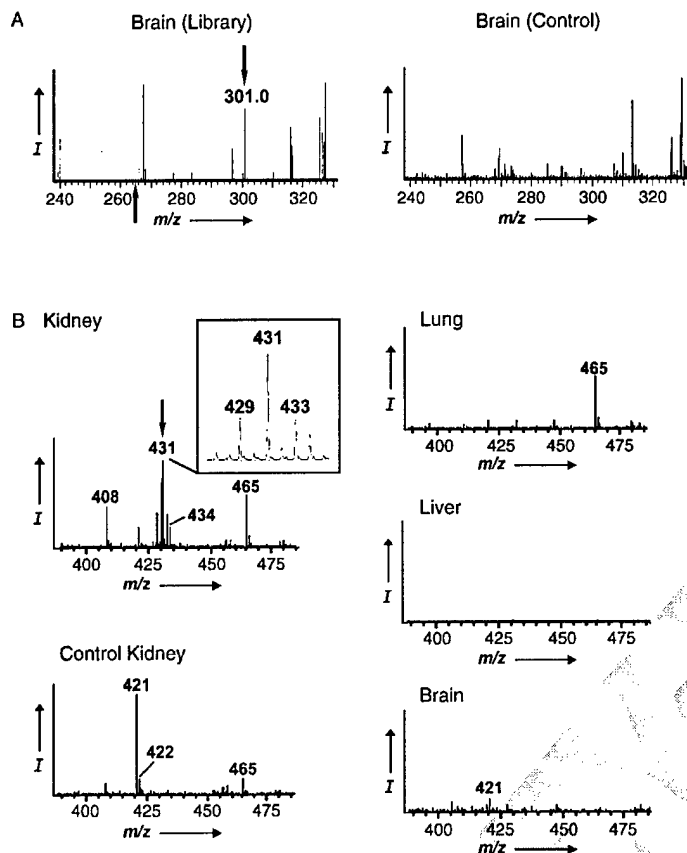 A
Brain (Library)
301.0
I
240 260 280 300 320
m/z
Brain (Control)
I
240 260 280 300 320
m/z
B
Kidney
431
429
433
431
408
434
465
I
400 425 450 475
m/z
Control Kidney
421
422
465
I
400 425 450 475
m/z
Lung
465
I
400 425 450 475
m/z
Liver
I
400 425 450 475
m/z
Brain
421
I
400 425 450 475
m/z